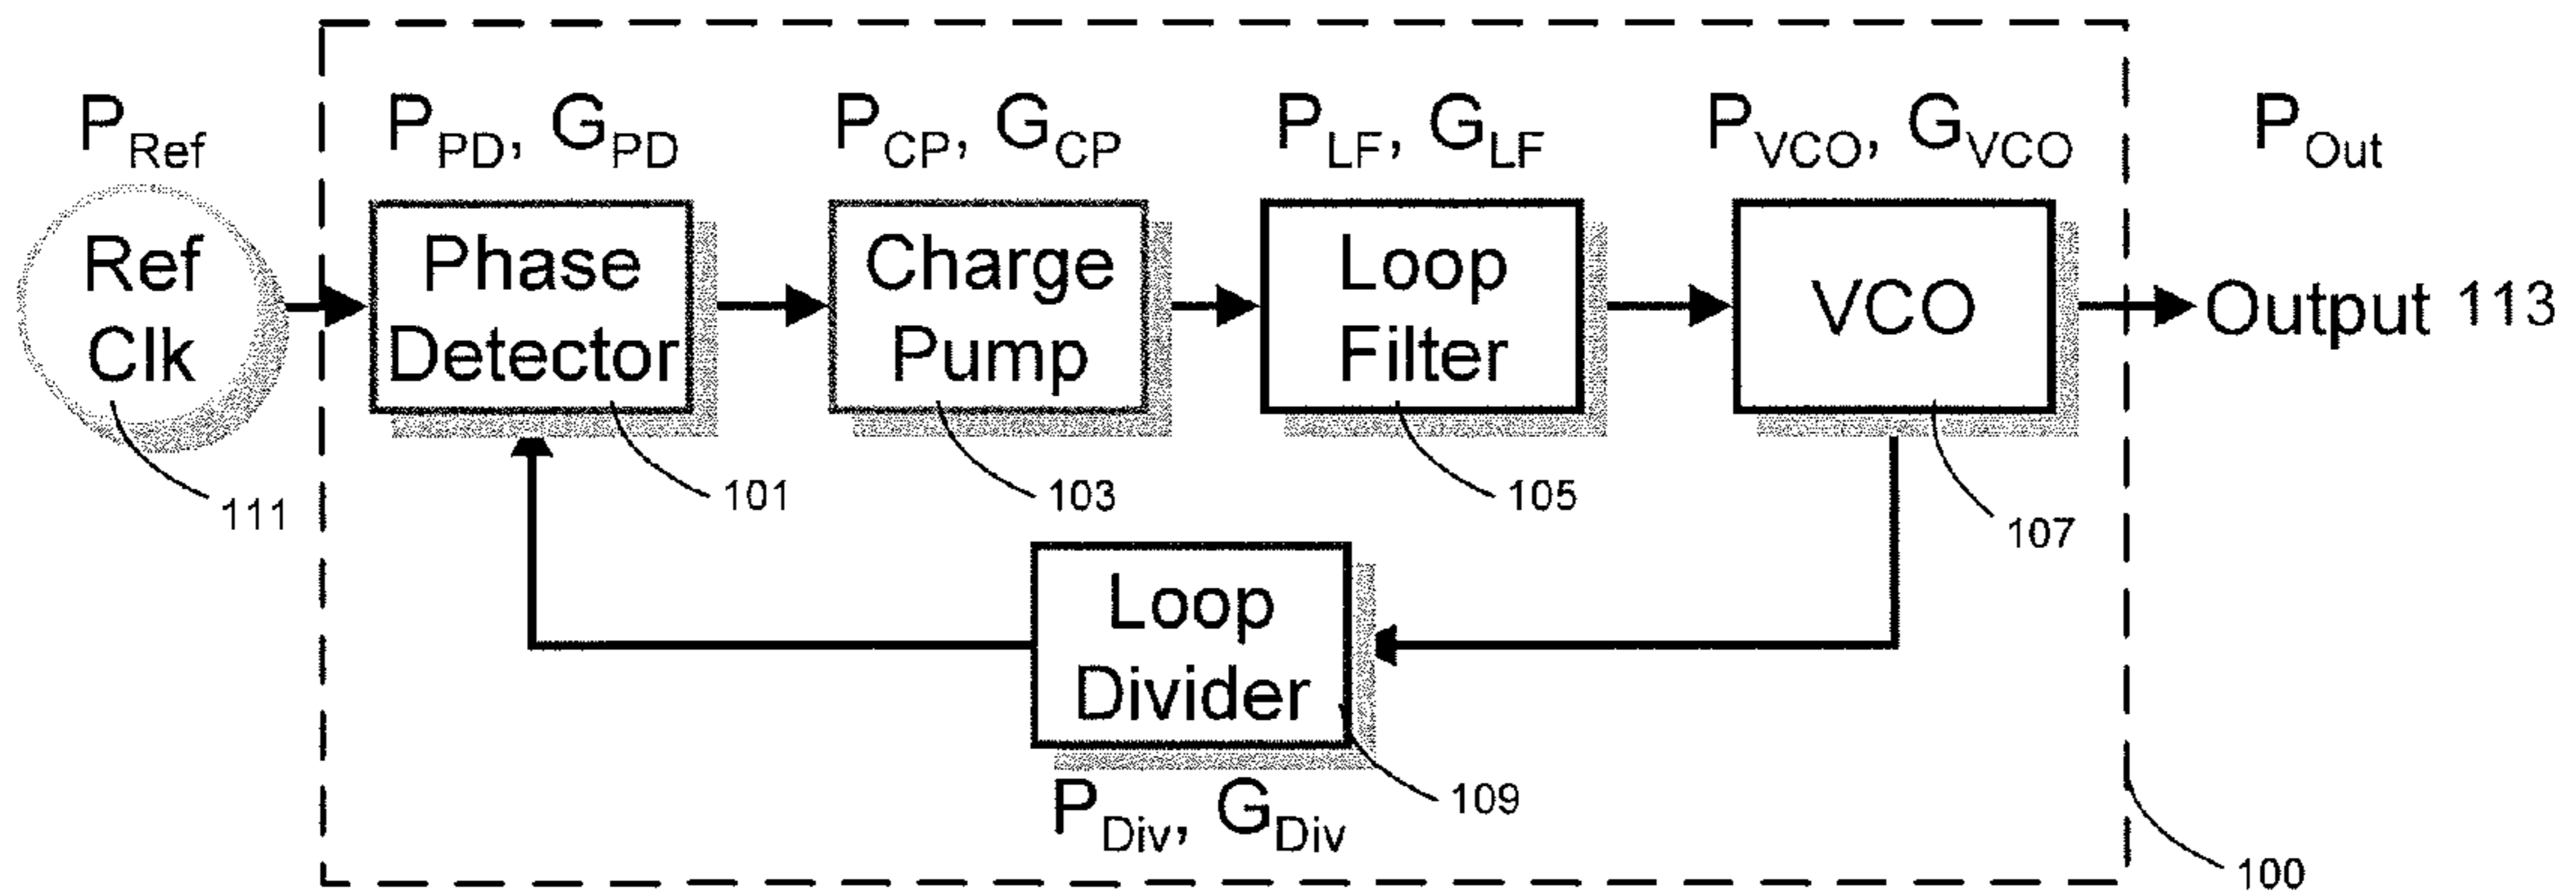 P_Ref
P_PD, G_PD
P_CP, G_CP
P_LF, G_LF
P_VCO, G_VCO
P_Out
Ref
Clk
Phase
Detector
Charge
Pump
Loop
Filter
VCO
Output 113
111
101
103
105
107
Loop
Divider
109
P_Div, G_Div
100